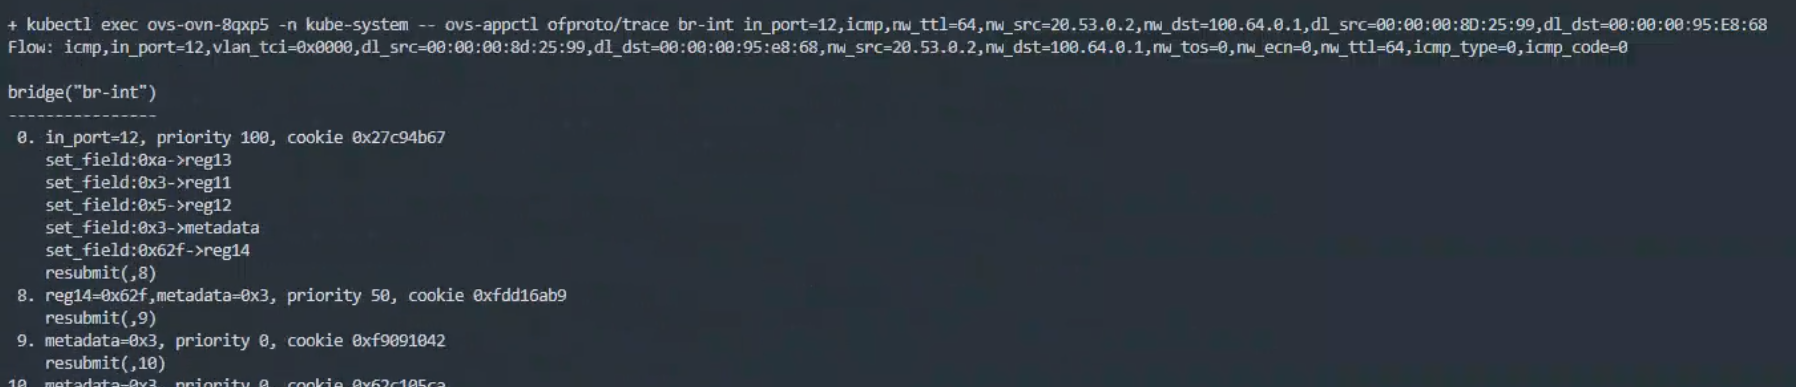 + kubectl exec ovs-ovn-8qxp5 -n kube-system -- ovs-appctl ofproto/trace br-int in_port=12,icmp,nw_ttl=64,nw_src=20.53.0.2,nw_dst=100.64.0.1,dl_src=00:00:00:8D:25:99,dl_dst=00:00:00:95:E8:68
Flow: icmp,in_port=12,vlan_tci=0x0000,dl_src=00:00:00:8d:25:99,dl_dst=00:00:00:95:e8:68,nw_src=20.53.0.2,nw_dst=100.64.0.1,nw_tos=0,nw_ecn=0,nw_ttl=64,icmp_type=0,icmp_code=0
bridge("br-int")
----------------
0. in_port=12, priority 100, cookie 0x27c94b67
set_field:0xa->reg13
set_field:0x3->reg11
set_field:0x5->reg12
set_field:0x3->metadata
set_field:0x62f->reg14
resubmit(,8)
8. reg14=0x62f,metadata=0x3, priority 50, cookie 0xfdd16ab9
resubmit(,9)
9. metadata=0x3, priority 0, cookie 0xf9091042
resubmit(,10)
10. metadata=0x3, priority 0, cookie 0x62c105ca